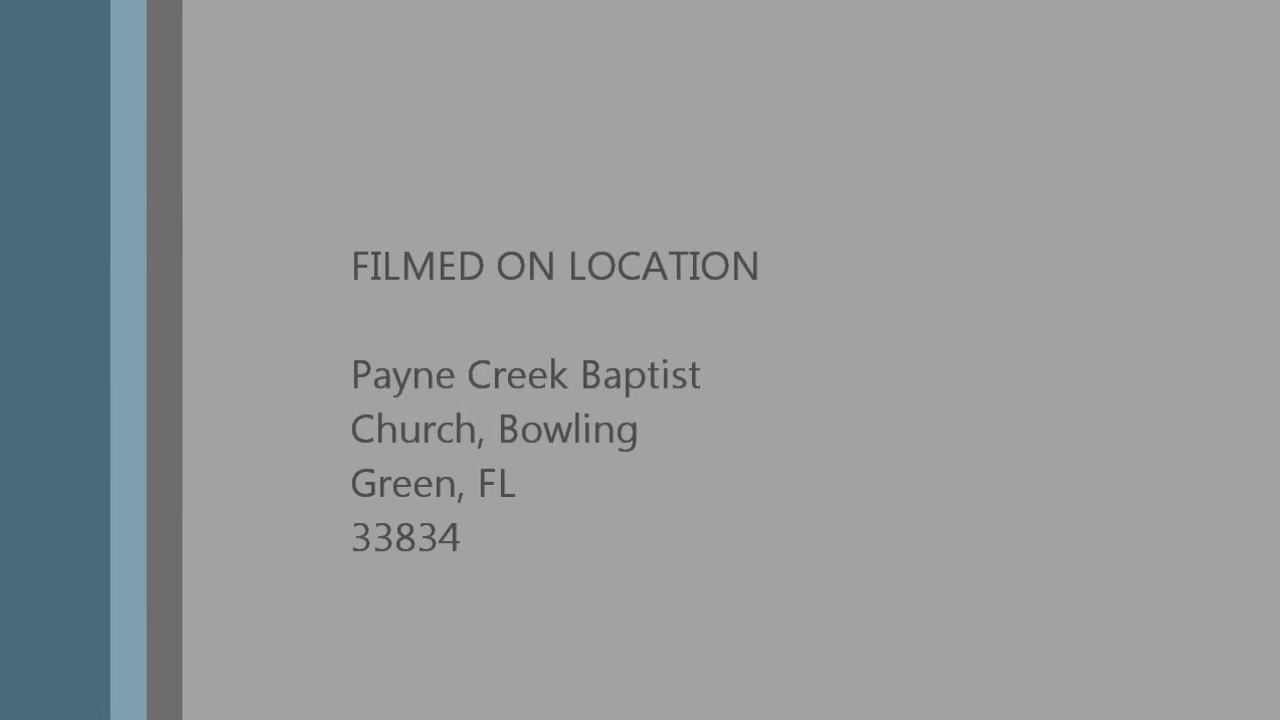 FILMED ON LOCATION
Payne Creek Baptist
Church, Bowling
Green, FL
33834